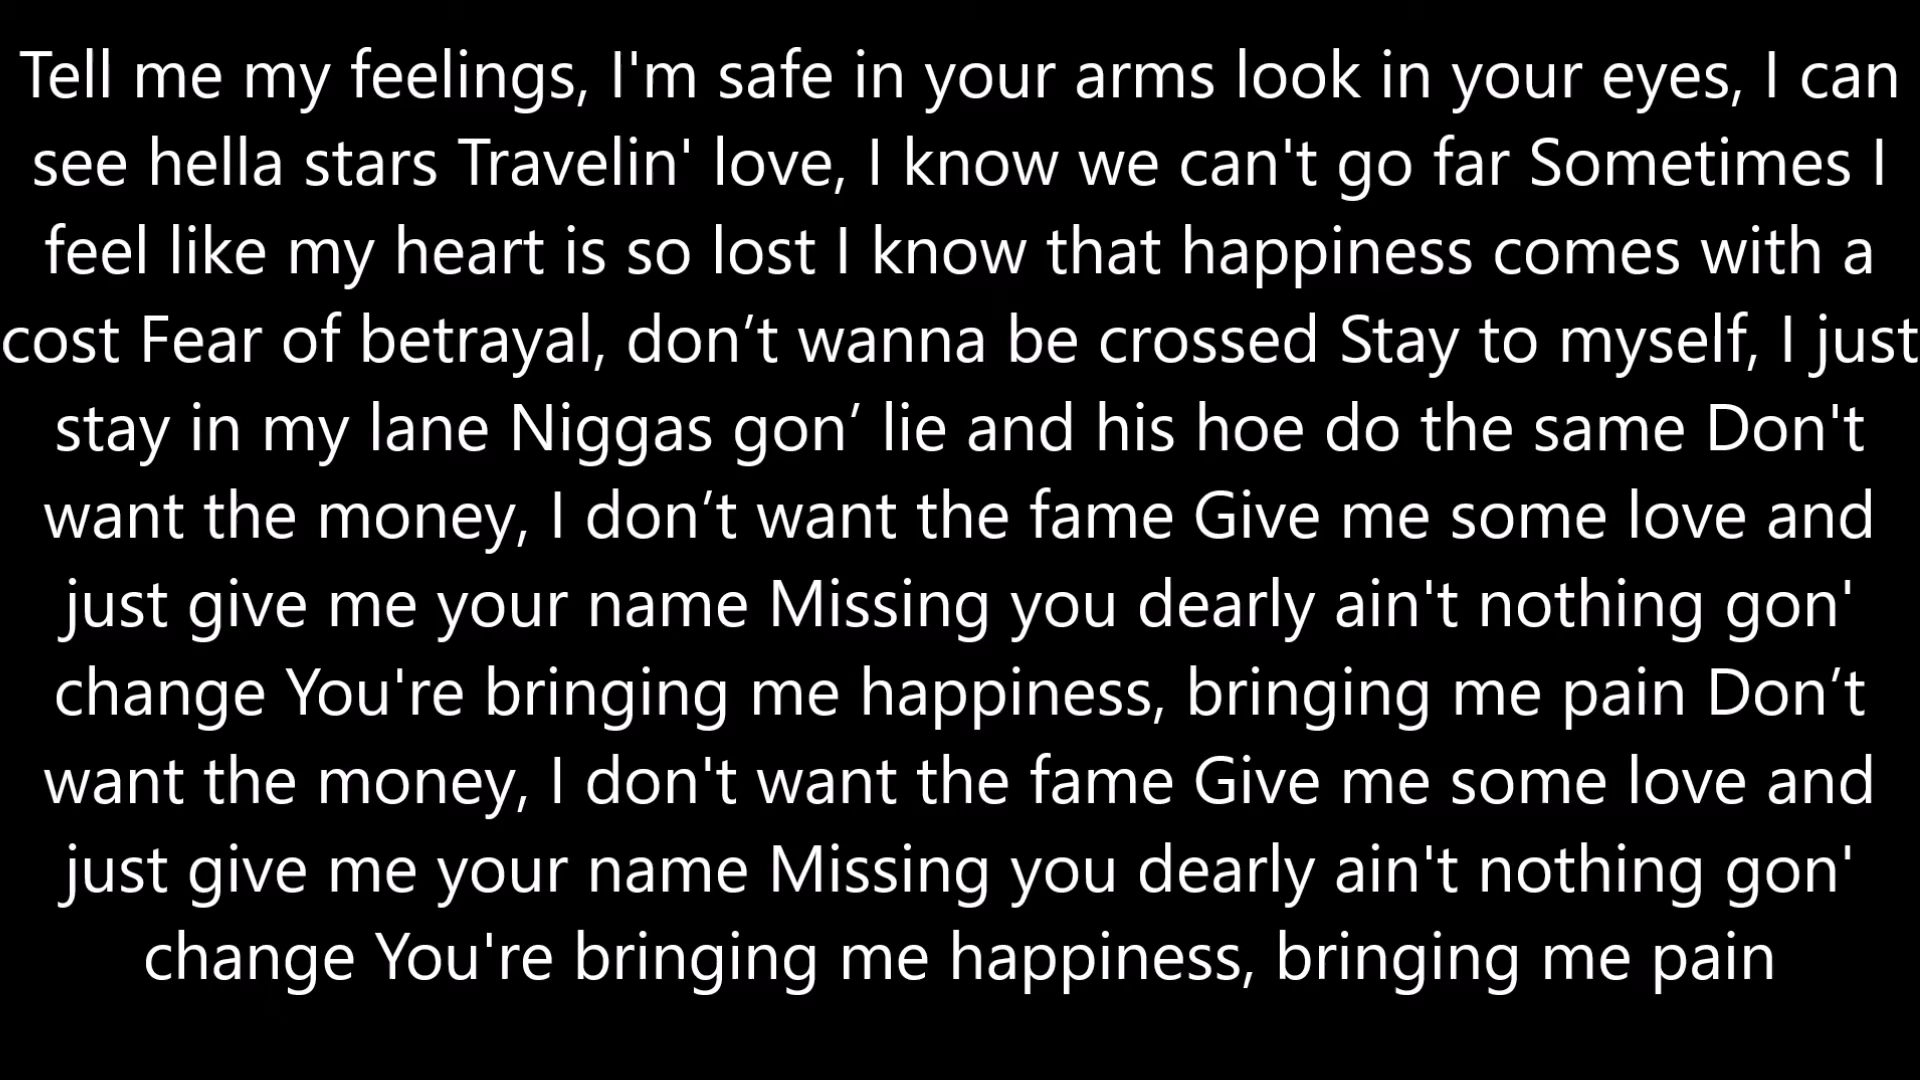 Tell me my feelings, I'm safe in your arms look in your eyes, I can
see hella stars Travelin' love, I know we can't go far Sometimes I
feel like my heart is so lost I know that happiness comes with a
cost Fear of betrayal, don’t wanna be crossed Stay to myself, I just
stay in my lane Niggas gon’ lie and his hoe do the same Don't
want the money, I don’t want the fame Give me some love and
just give me your name Missing you dearly ain't nothing gon'
change You're bringing me happiness, bringing me pain Don’t
want the money, I don't want the fame Give me some love and
just give me your name Missing you dearly ain't nothing gon'
change You're bringing me happiness, bringing me pain